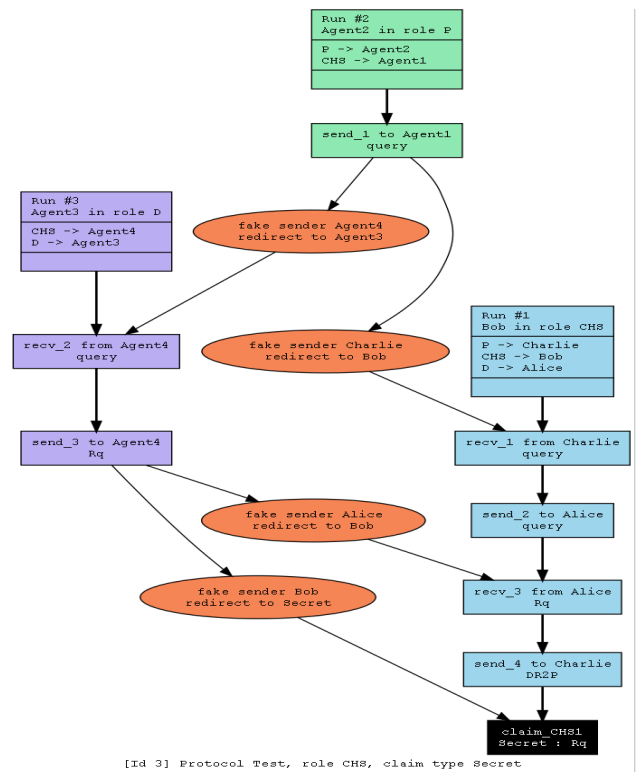 Run #2
Agent2 in role P
P -> Agent2
CHS -> Agent1
send_1 to Agent1
query
Run #3
Agent3 in role D
CHS -> Agent4
D -> Agent3
fake sender Agent4
redirect to Agent3
Run #1
Bob in role CHS
P -> Charlie
CHS -> Bob
D -> Alice
recv_2 from Agent4
query
fake sender Charlie
redirect to Bob
send_3 to Agent4
Rq
recv_1 from Charlie
query
fake sender Alice
redirect to Bob
send_2 to Alice
query
fake sender Bob
redirect to Secret
recv_3 from Alice
Rq
send_4 to Charlie
DR2P
claim_CHS1
Secret : Rq
[Id 3] Protocol Test, role CHS, claim type Secret